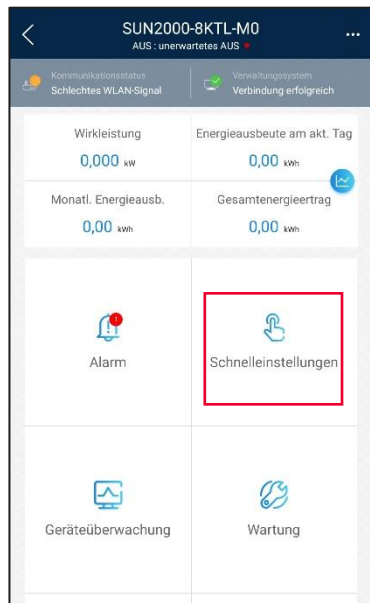 SUN2000-8KTL-M0
AUS : unerwartetes AUS
Kommunikationsstatus
Schlechtes WLAN-Signal
Verwaltungssystem
Verbindung erfolgreich
Wirkleistung
0,000 kW
Energieausbeute am akt. Tag
0,00 kWh
Monatl. Energieausb.
0,00 kWh
Gesamtenergieertrag
0,00 kWh
1
Alarm
Schnelleinstellungen
Geräteüberwachung
Wartung